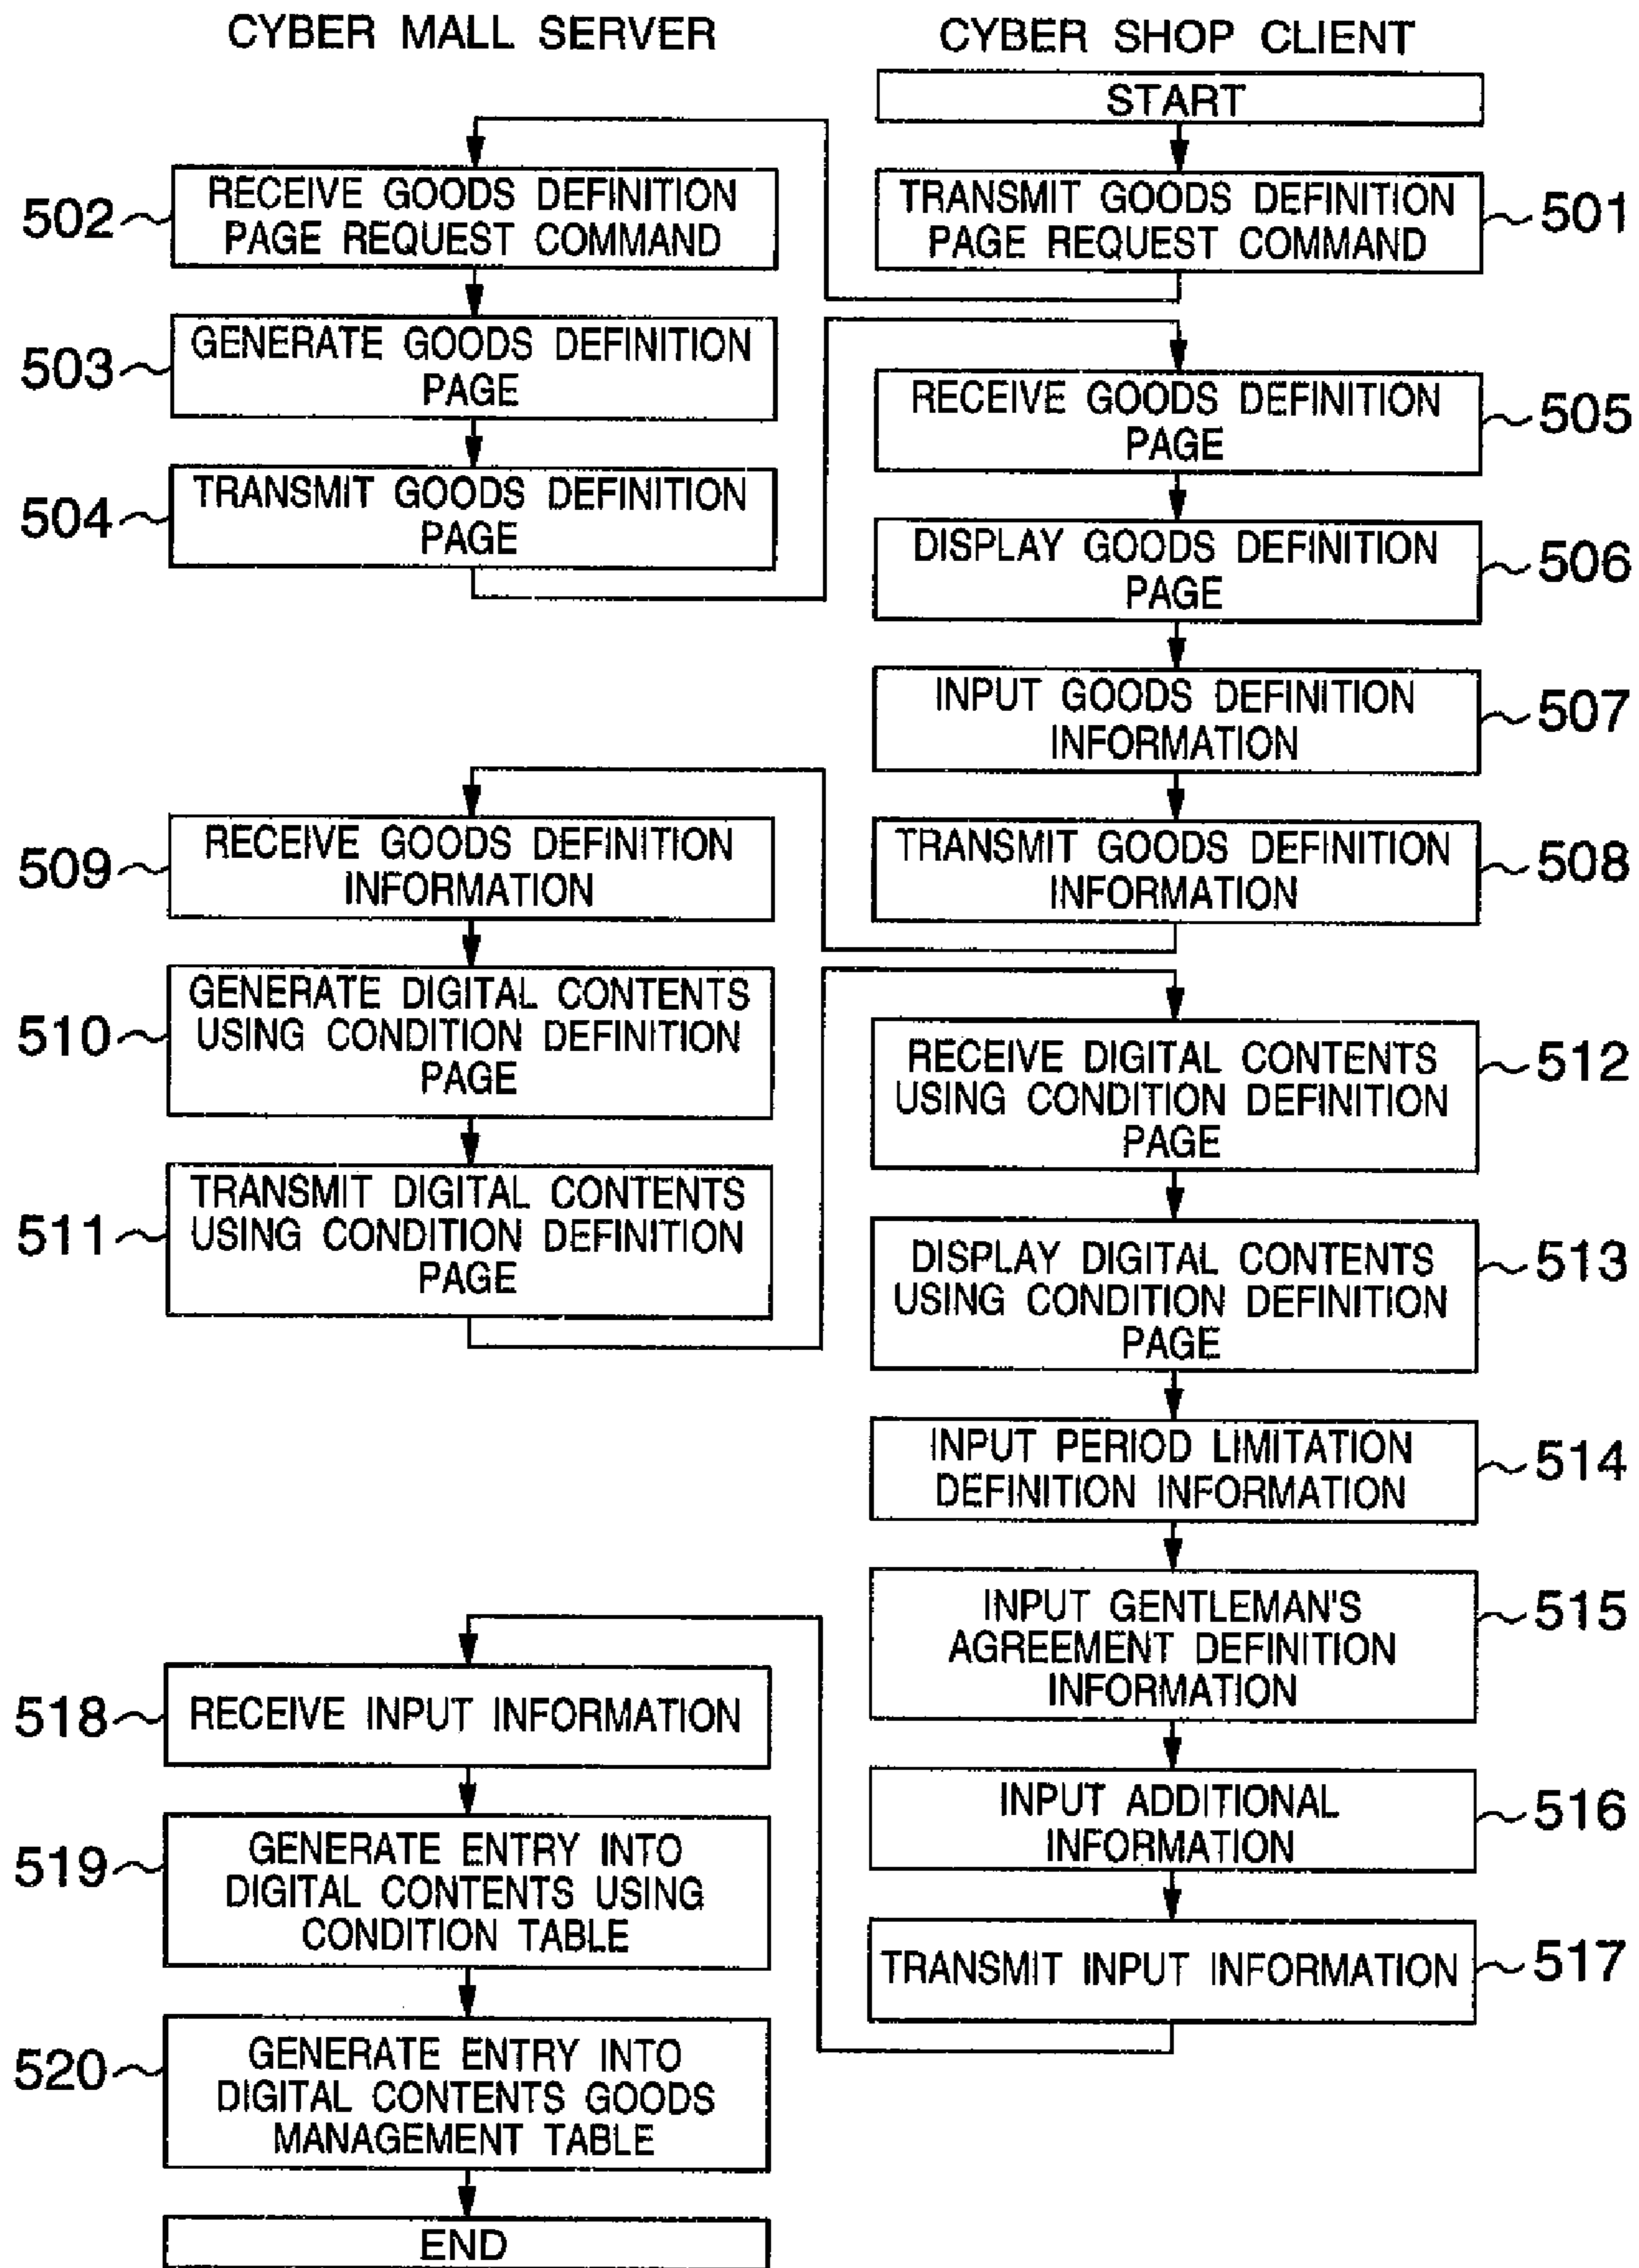 CYBER MALL SERVER
CYBER SHOP CLIENT
START
TRANSMIT GOODS DEFINITION
PAGE REQUEST COMMAND
501
502
RECEIVE GOODS DEFINITION
PAGE REQUEST COMMAND
503
GENERATE GOODS DEFINITION
PAGE
504
TRANSMIT GOODS DEFINITION
PAGE
RECEIVE GOODS DEFINITION
PAGE
505
DISPLAY GOODS DEFINITION
PAGE
506
INPUT GOODS DEFINITION
INFORMATION
507
TRANSMIT GOODS DEFINITION
INFORMATION
508
509
RECEIVE GOODS DEFINITION
INFORMATION
510
GENERATE DIGITAL CONTENTS
USING CONDITION DEFINITION
PAGE
511
TRANSMIT DIGITAL CONTENTS
USING CONDITION DEFINITION
PAGE
RECEIVE DIGITAL CONTENTS
USING CONDITION DEFINITION
PAGE
512
DISPLAY DIGITAL CONTENTS
USING CONDITION DEFINITION
PAGE
513
INPUT PERIOD LIMITATION
DEFINITION INFORMATION
514
INPUT GENTLEMAN'S
AGREEMENT DEFINITION
INFORMATION
515
INPUT ADDITIONAL
INFORMATION
516
TRANSMIT INPUT INFORMATION
517
518
RECEIVE INPUT INFORMATION
519
GENERATE ENTRY INTO
DIGITAL CONTENTS USING
CONDITION TABLE
520
GENERATE ENTRY INTO
DIGITAL CONTENTS GOODS
MANAGEMENT TABLE
END